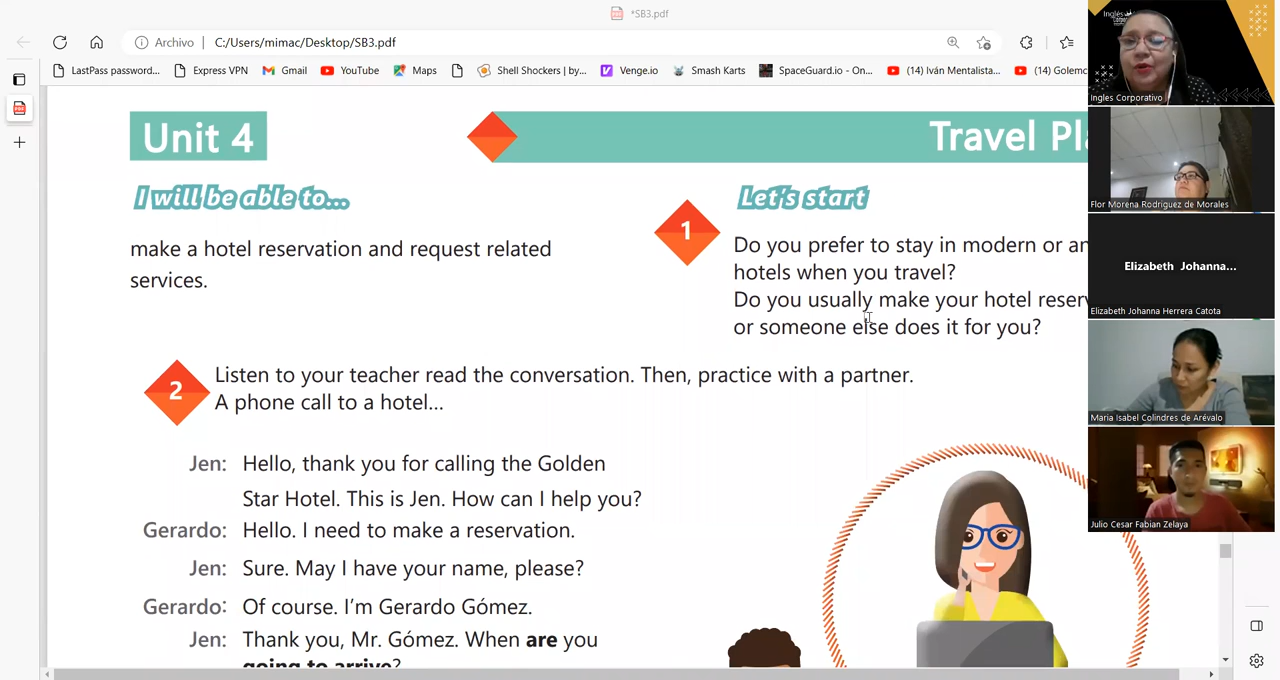 *SB3.pdf
Archivo
C:/Users/mimac/Desktop/SB3.pdf
LastPass password...
Express VPN
Gmail
YouTube
Maps
Shell Shockers | by...
Venge.io
Smash Karts
SpaceGuard.io - On...
(14) Iván Mentalista...
(14) Golemc
Unit 4
Travel Pla
I will be able to...
make a hotel reservation and request related
services.
Let's start
1
Do you prefer to stay in modern or an
hotels when you travel?
Do you usually make your hotel reser
or someone else does it for you?
2
Listen to your teacher read the conversation. Then, practice with a partner.
A phone call to a hotel...
Jen: Hello, thank you for calling the Golden
Star Hotel. This is Jen. How can I help you?
Gerardo: Hello. I need to make a reservation.
Jen: Sure. May I have your name, please?
Gerardo: Of course. I'm Gerardo Gómez.
Jen: Thank you, Mr. Gómez. When are you
going to arrive?
Inglés
Corporativo
Ingles Corporativo
Flor Morena Rodriguez de Morales
Elizabeth Johanna...
Elizabeth Johanna Herrera Catota
Maria Isabel Colindres de Arévalo
Julio Cesar Fabian Zelaya